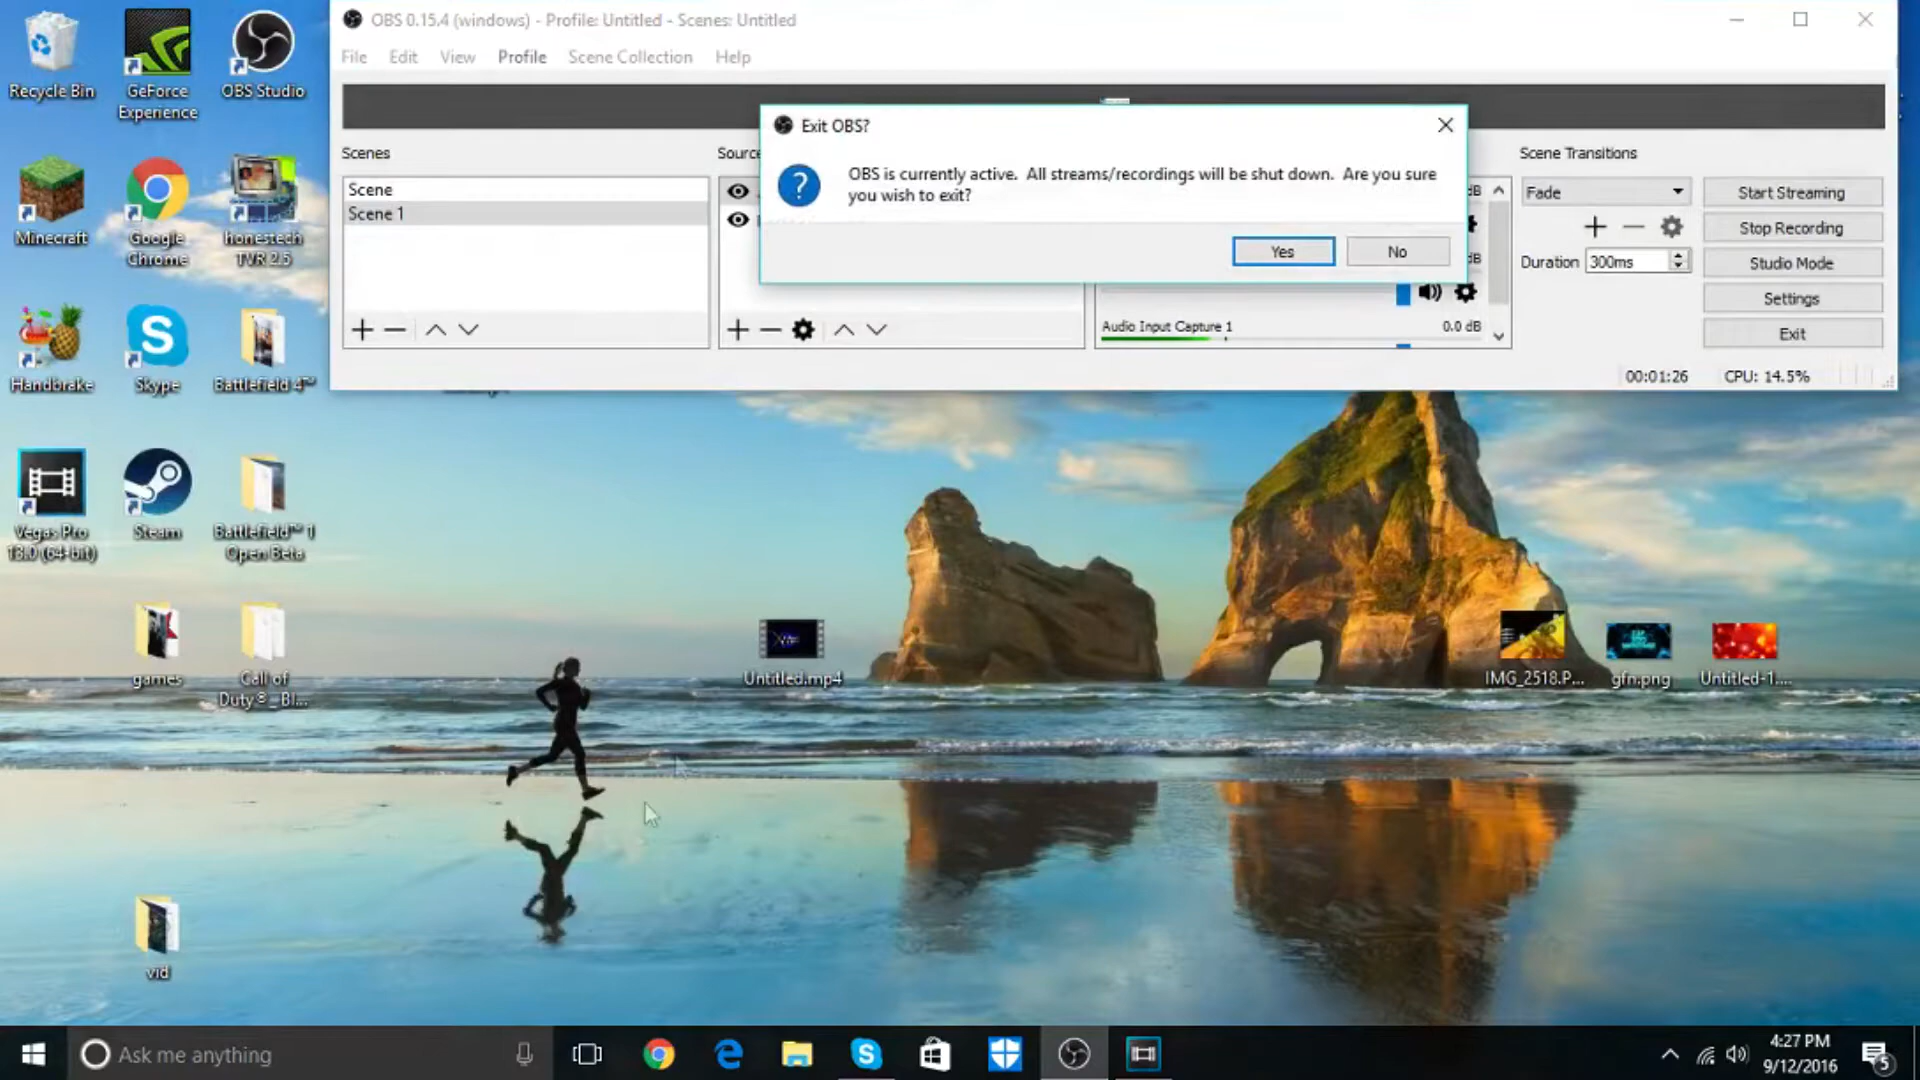 OBS 0.15.4 (windows) - Profile: Untitled - Scenes: Untitled
File Edit View Profile Scene Collection Help
Exit OBS?
OBS is currently active. All streams/recordings will be shut down. Are you sure
you wish to exit?
Yes No
Scenes
Scene
Scene 1
Scene Transitions
Fade
Duration 300ms
Start Streaming
Stop Recording
Studio Mode
Settings
Exit
dB
dB
Audio Input Capture 1 0.0 dB
00:01:26 CPU: 14.5%
Recycle Bin
GeForce
Experience
OBS Studio
Minecraft
Google
Chrome
honestech
TVR 2.5
Handbrake
Skype
Battlefield 4™
Vegas Pro
13.0 (64-bit)
Steam
Battlefield™ 1
Open Beta
games
Call of
Duty®_Bl...
Untitled.mp4
IMG_2518.P...
gfn.png
Untitled-1....
vid
Ask me anything
4:27 PM
9/12/2016
5